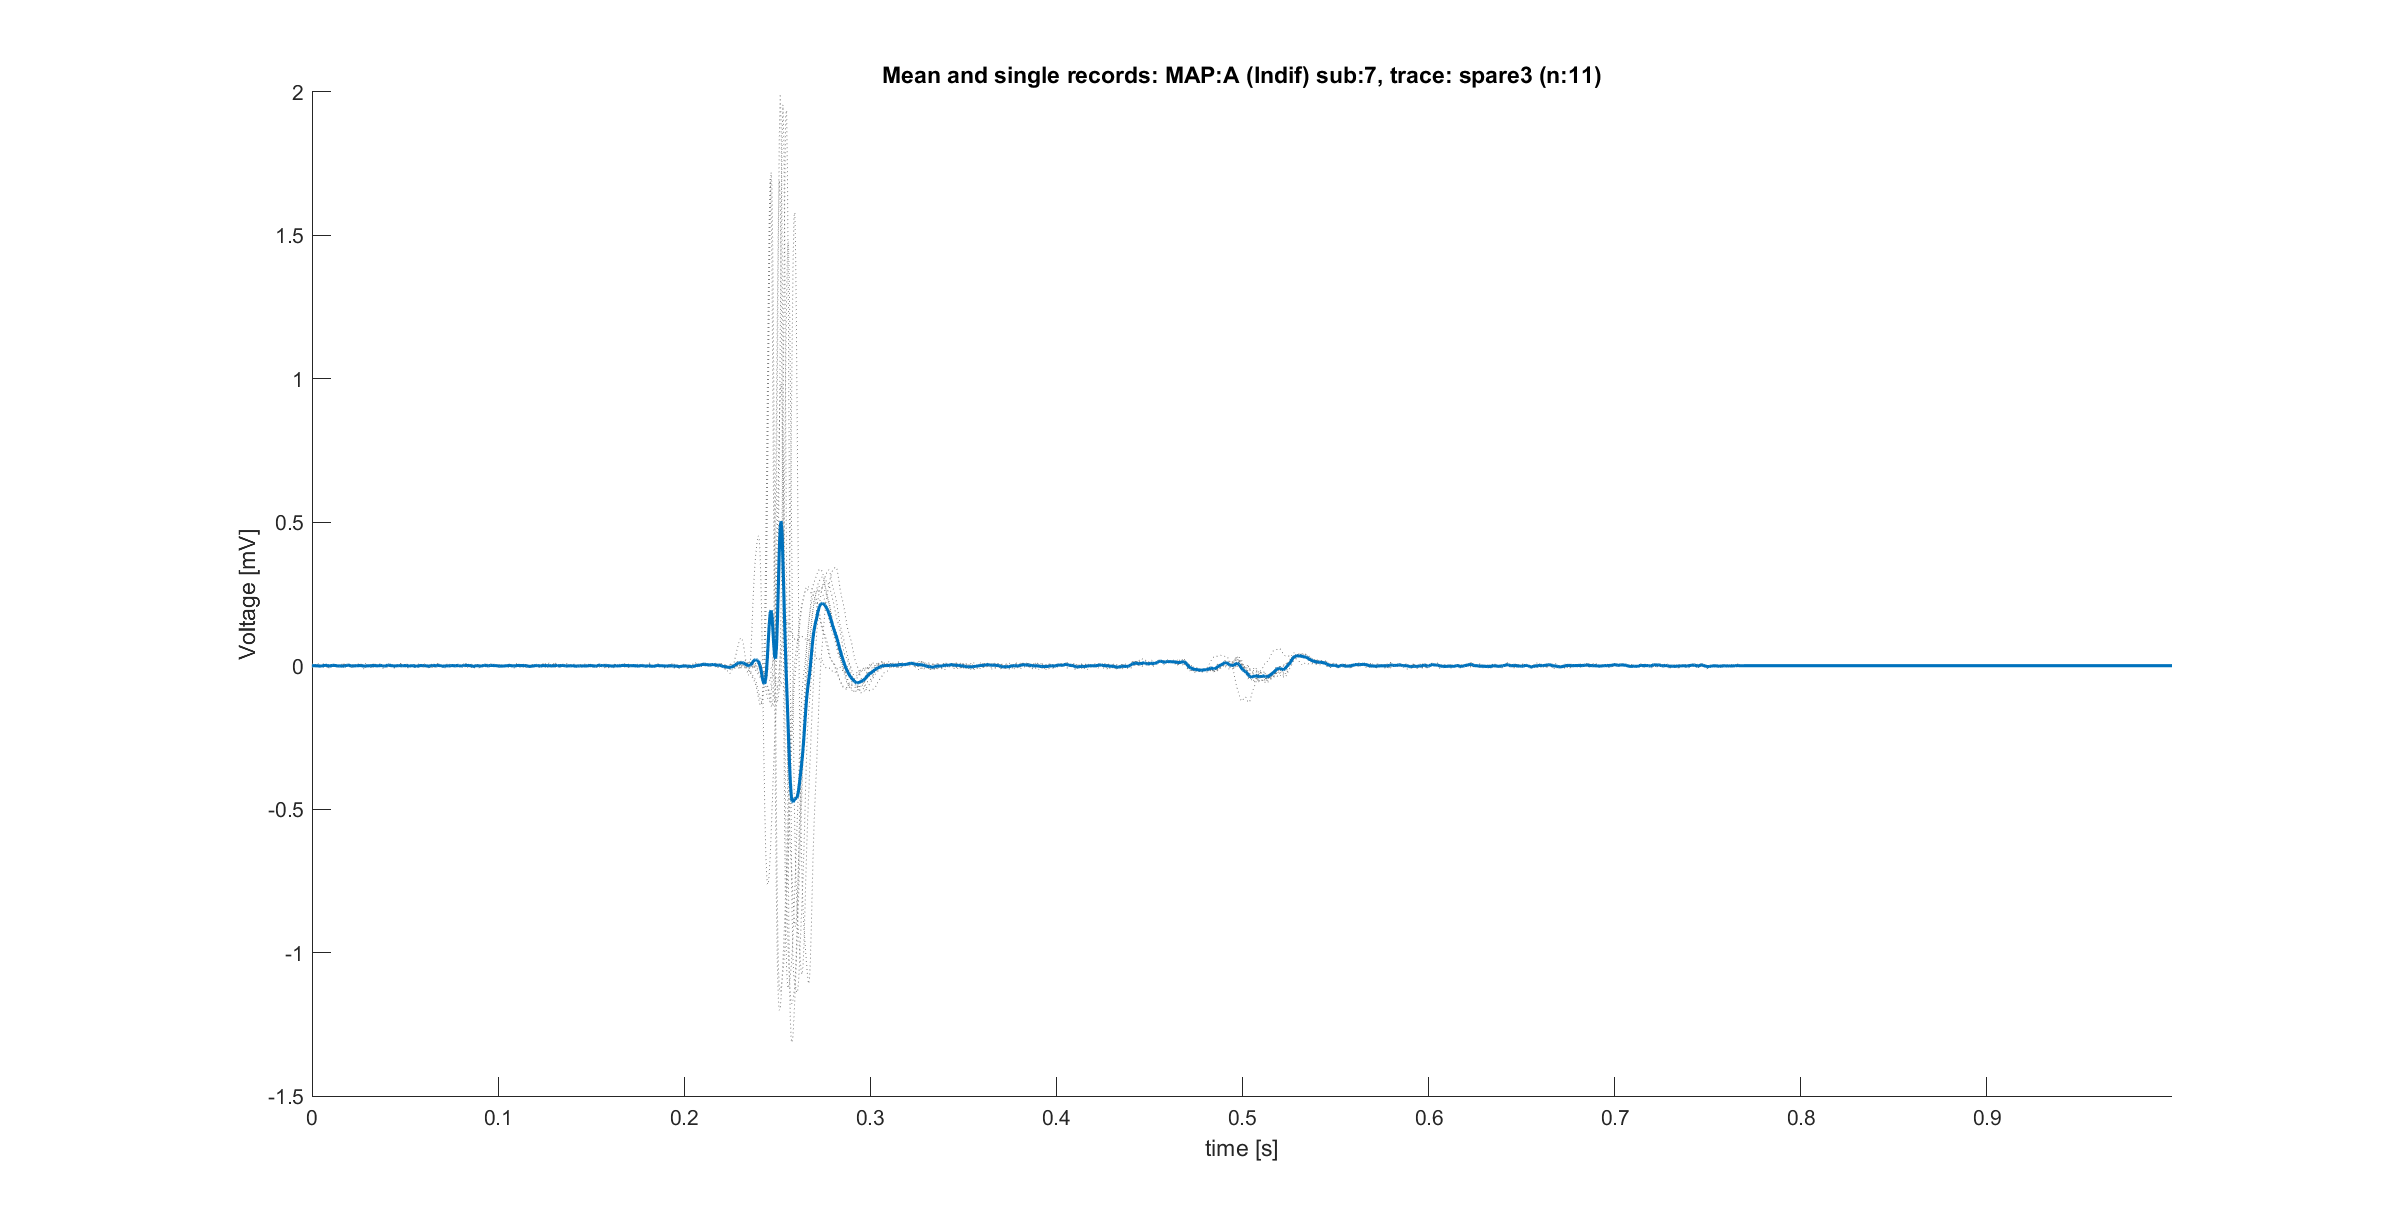 Mean and single records: MAP:A (Indif) sub:7, trace: spare3 (n:11)
2
1.5
1
0.5
0
-0.5
-1
-1.5
Voltage [mV]
0 0.1 0.2 0.3 0.4 0.5 0.6 0.7 0.8 0.9
time [s]